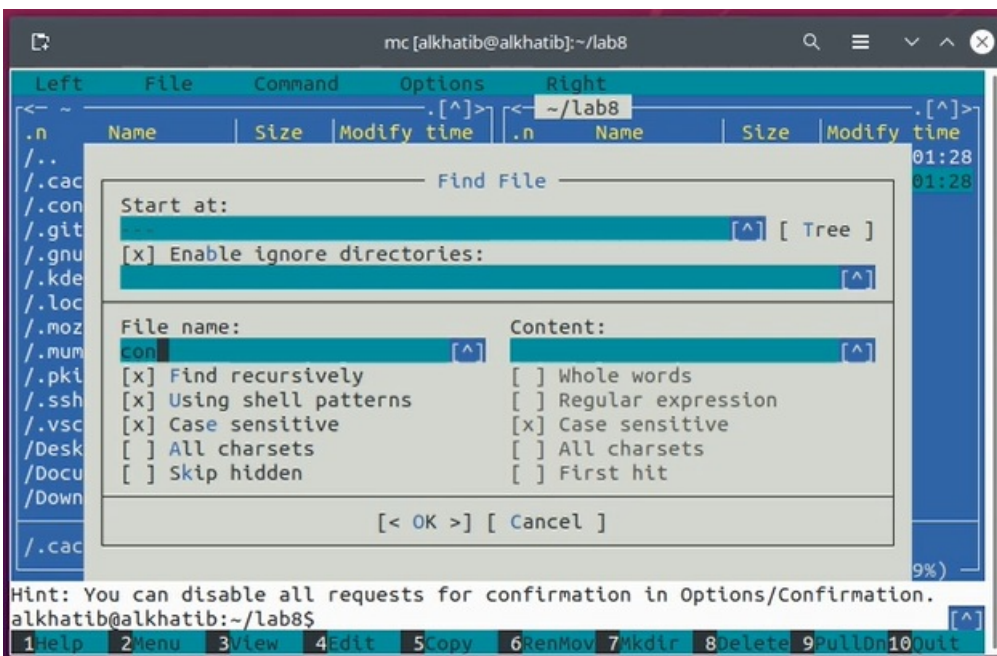 mc [alkhatib@alkhatib]:~/lab8
Left File Command Options Right
<─ ~ .[^]> <─ ~/lab8 .[^]>
.n Name Size Modify time .n Name Size Modify time
/.. 01:28
/.cac Find File 01:28
/.con Start at:
/.git --- [^] [ Tree ]
/.gnu [x] Enable ignore directories:
/.kde [^]
/.loc
/.moz File name: Content:
/.mum con [^] [^]
/.pki [x] Find recursively [ ] Whole words
/.ssh [x] Using shell patterns [ ] Regular expression
/.vsc [x] Case sensitive [x] Case sensitive
/Desk [ ] All charsets [ ] All charsets
/Docu [ ] Skip hidden [ ] First hit
/Down
[< OK >] [ Cancel ]
/.cac
9%)
Hint: You can disable all requests for confirmation in Options/Confirmation.
alkhatib@alkhatib:~/lab8$ [^]
1Help 2Menu 3View 4Edit 5Copy 6RenMov 7Mkdir 8Delete 9PullDn 10Quit